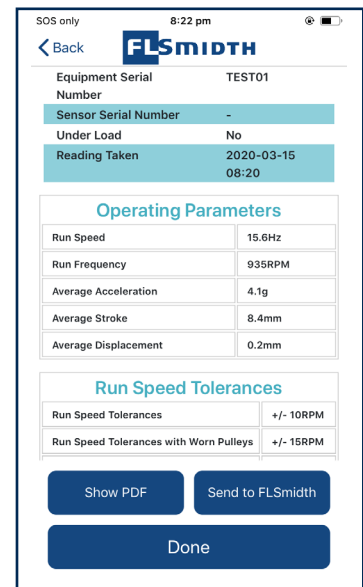 SOS only 8:22 pm
Back FLSMIDTH
Equipment Serial TEST01
Number
Sensor Serial Number -
Under Load No
Reading Taken 2020-03-15
08:20
Operating Parameters
Run Speed 15.6Hz
Run Frequency 935RPM
Average Acceleration 4.1g
Average Stroke 8.4mm
Average Displacement 0.2mm
Run Speed Tolerances
Run Speed Tolerances +/- 10RPM
Run Speed Tolerances with Worn Pulleys +/- 15RPM
Show PDF Send to FLSmidth
Done